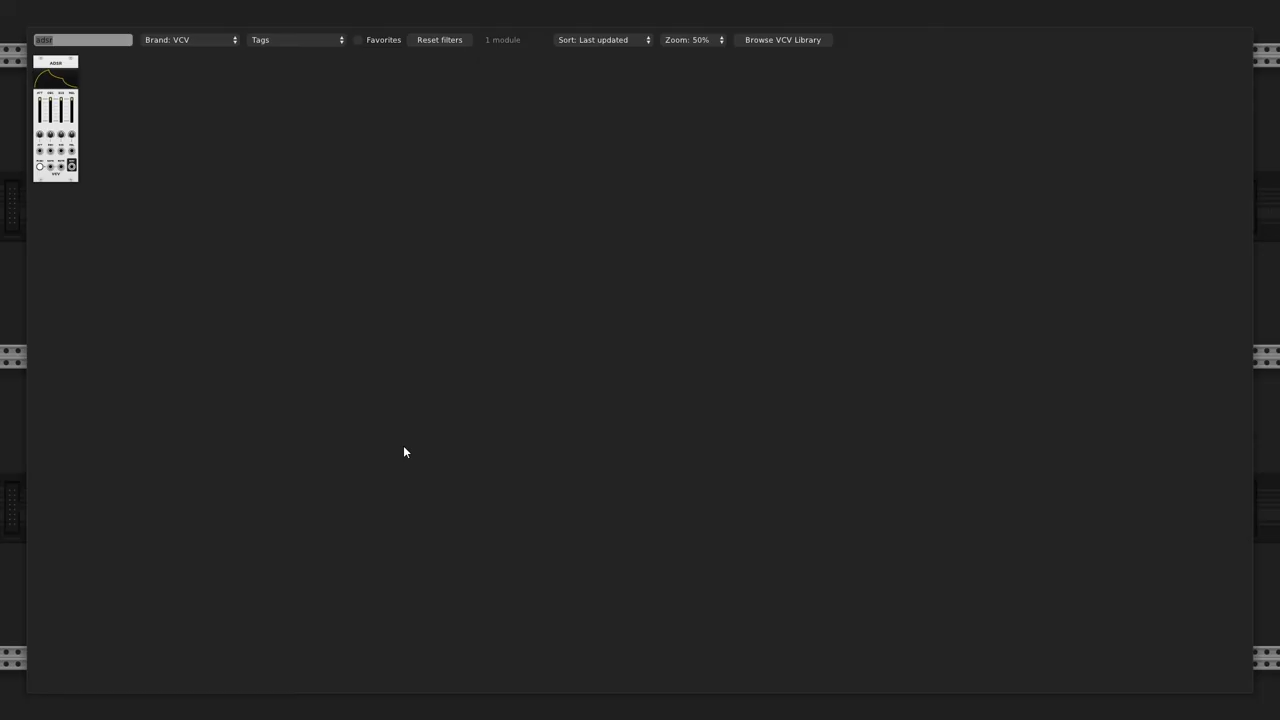 adsr Brand: VCV Tags Favorites Reset filters 1 module Sort: Last updated Zoom: 50% Browse VCV Library
ADSR
VCV